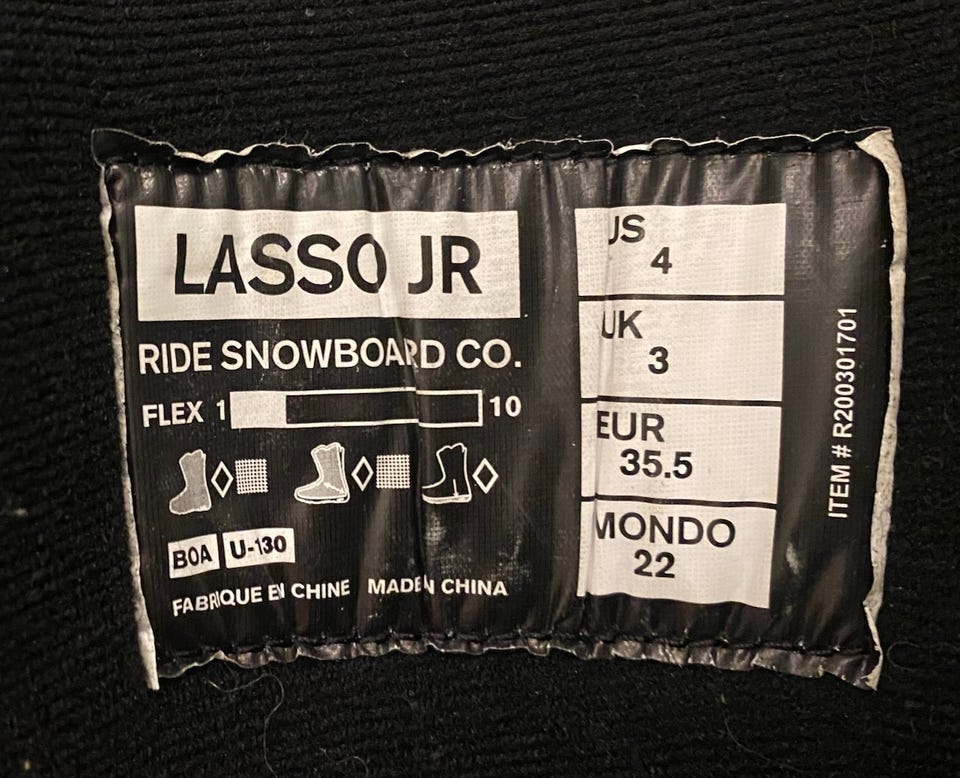 LASSO JR
RIDE SNOWBOARD CO.
FLEX 1 10
BOA U-130
FABRIQUE EN CHINE MADE IN CHINA
US
4
UK
3
EUR
35.5
MONDO
22
ITEM # R200301701